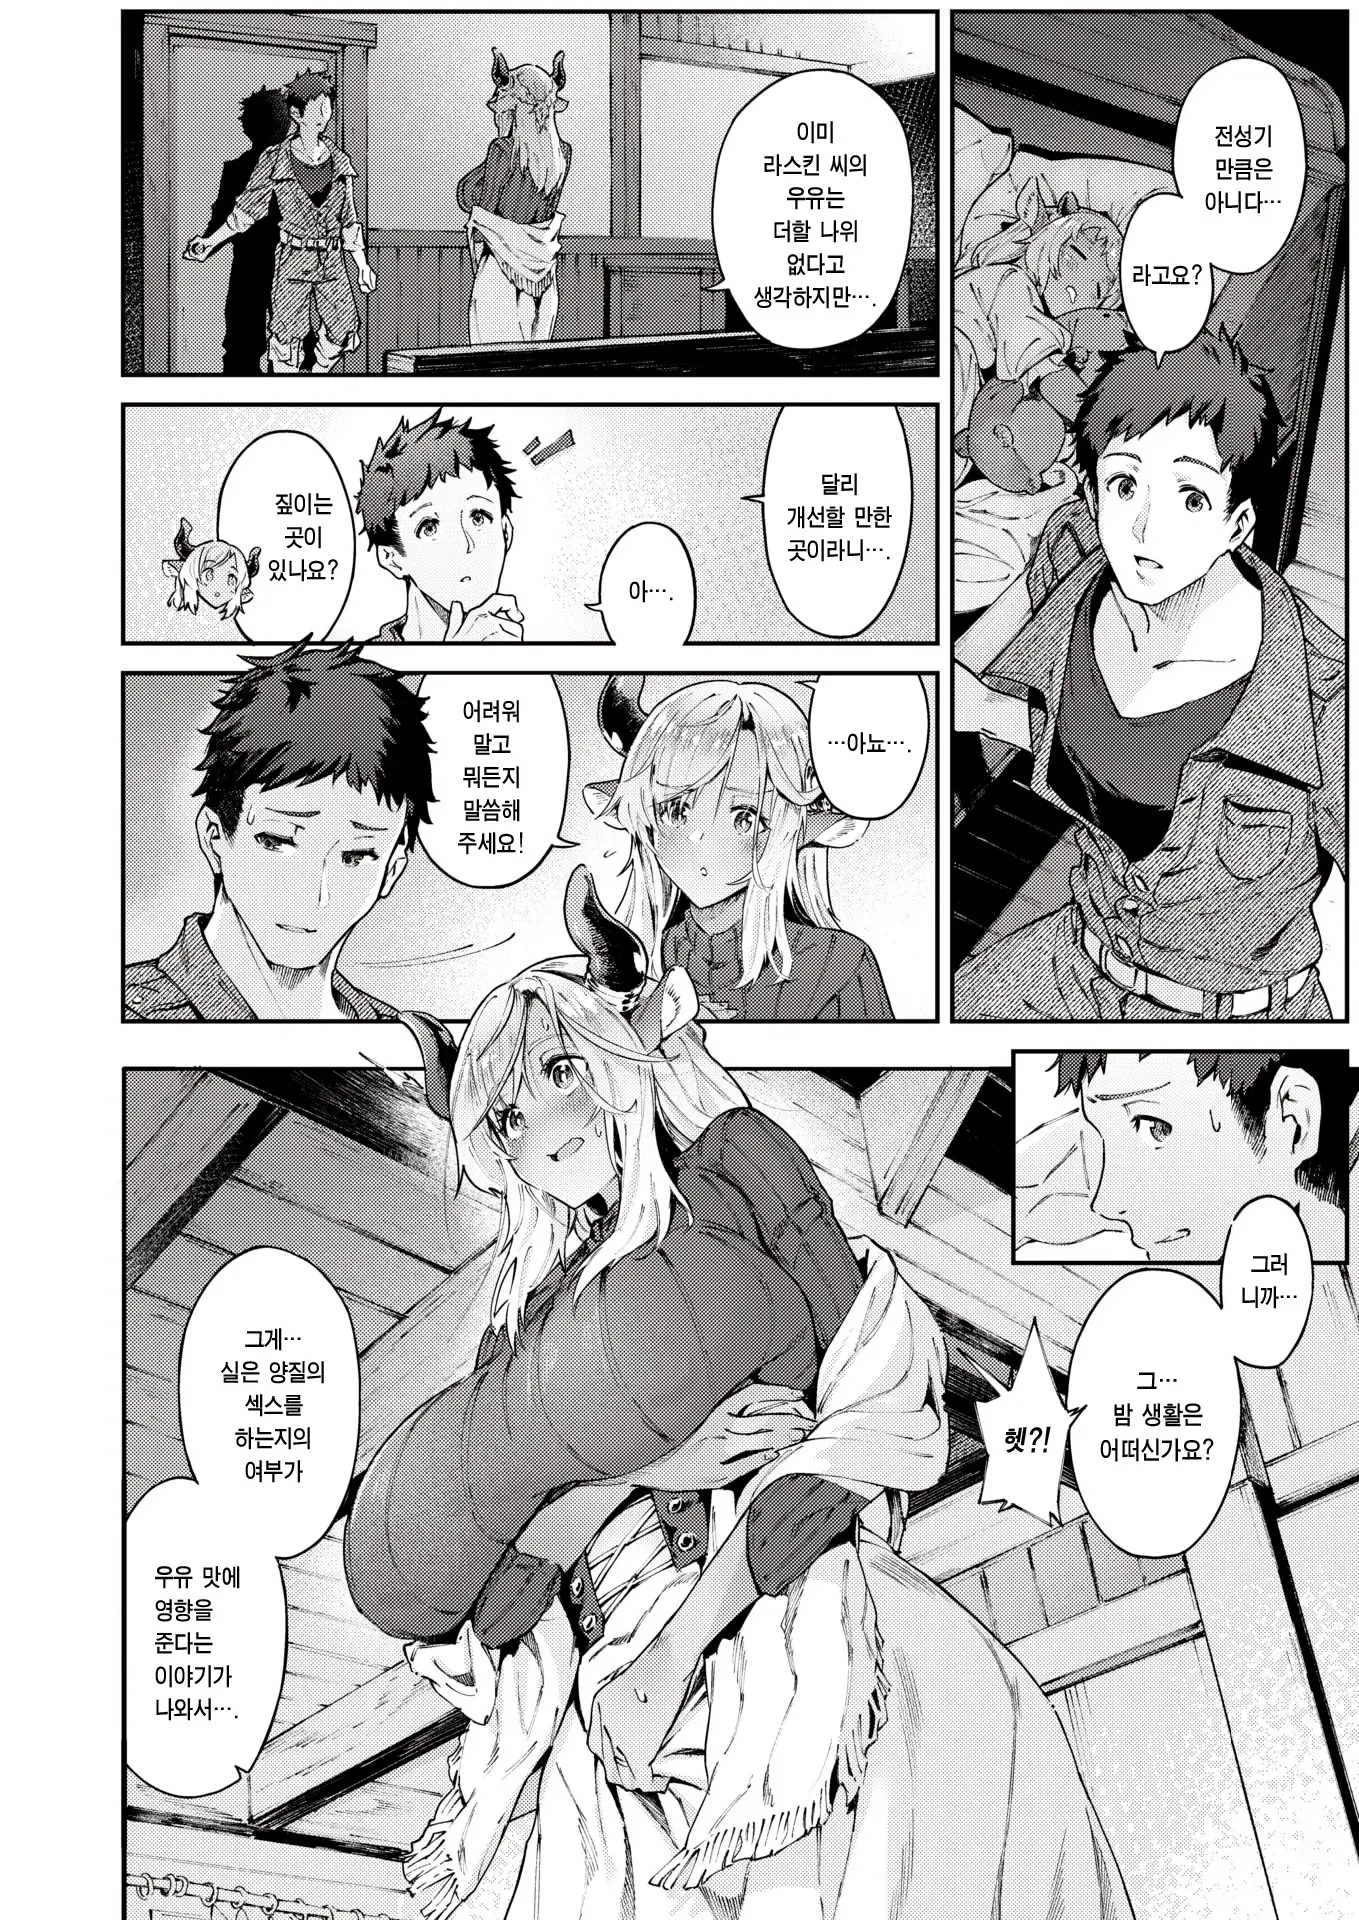 전성기
만큼은
아니다…
라고요?
이미
라스킨 씨의
우유는
더할 나위
없다고
생각하지만….
달리
개선할 만한
곳이라니….
아….
짚이는
곳이
있나요?
…아뇨….
어려워
말고
뭐든지
말씀해
주세요!
그러
니까…
그…
밤 생활은
어떠신가요?
헷?!
그게…
실은 양질의
섹스를
하는지의
여부가
우유 맛에
영향을
준다는
이야기가
나와서….